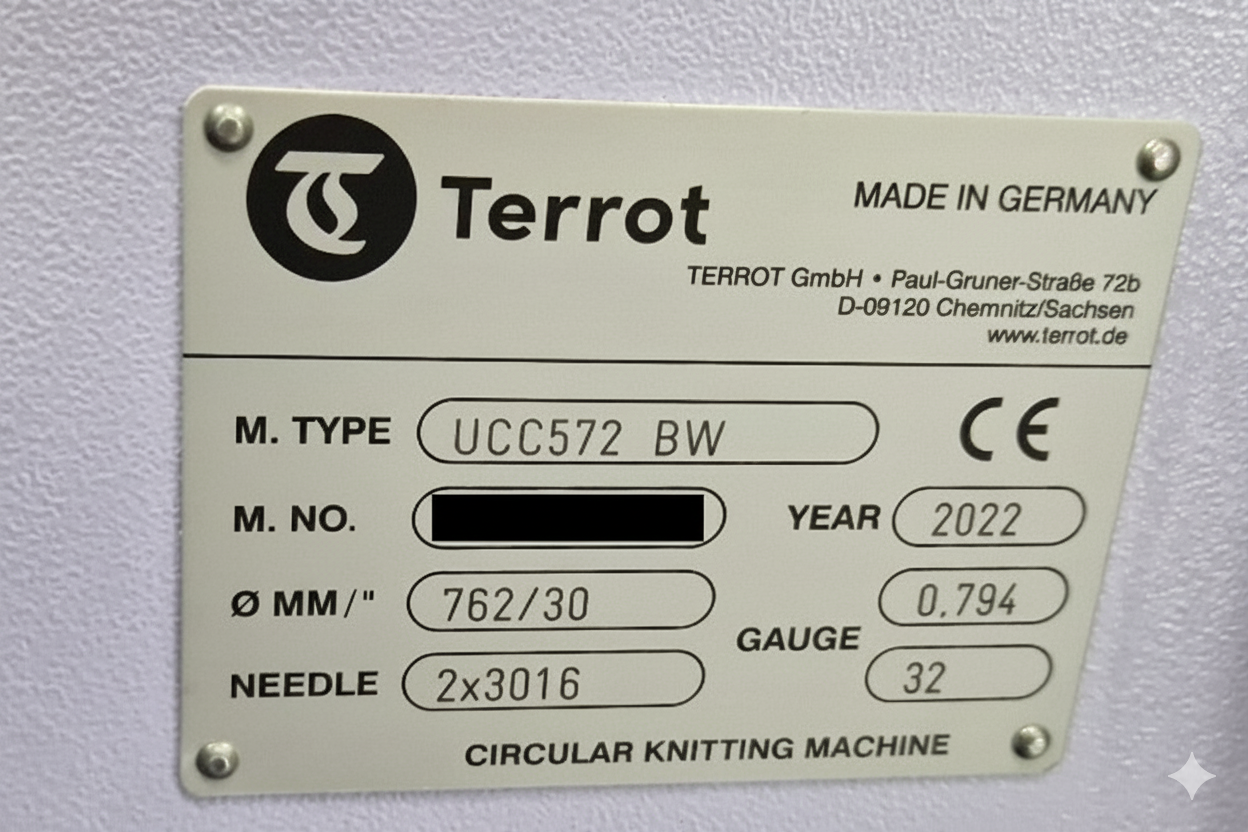 Terrot
MADE IN GERMANY
TERROT GmbH • Paul-Gruner-Straße 72b
D-09120 Chemnitz/Sachsen
www.terrot.de
M. TYPE UCC572 BW
CE
M. NO.
YEAR 2022
Ø MM/" 762/30
GAUGE 0.794
32
NEEDLE 2x3016
CIRCULAR KNITTING MACHINE